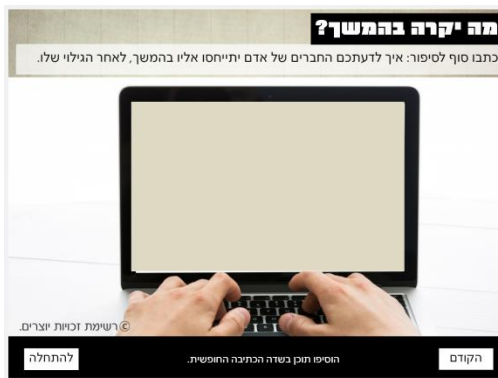 מה יקרה בהמשך?
כתבו סוף לסיפור: איך לדעתכם החברים של אדם יתייחסו אליו בהמשך, לאחר הגילוי שלו.
© רשימת זכויות יוצרים.
הקודם
הוסיפו תוכן בשדה הכתיבה החופשית.
להתחלה